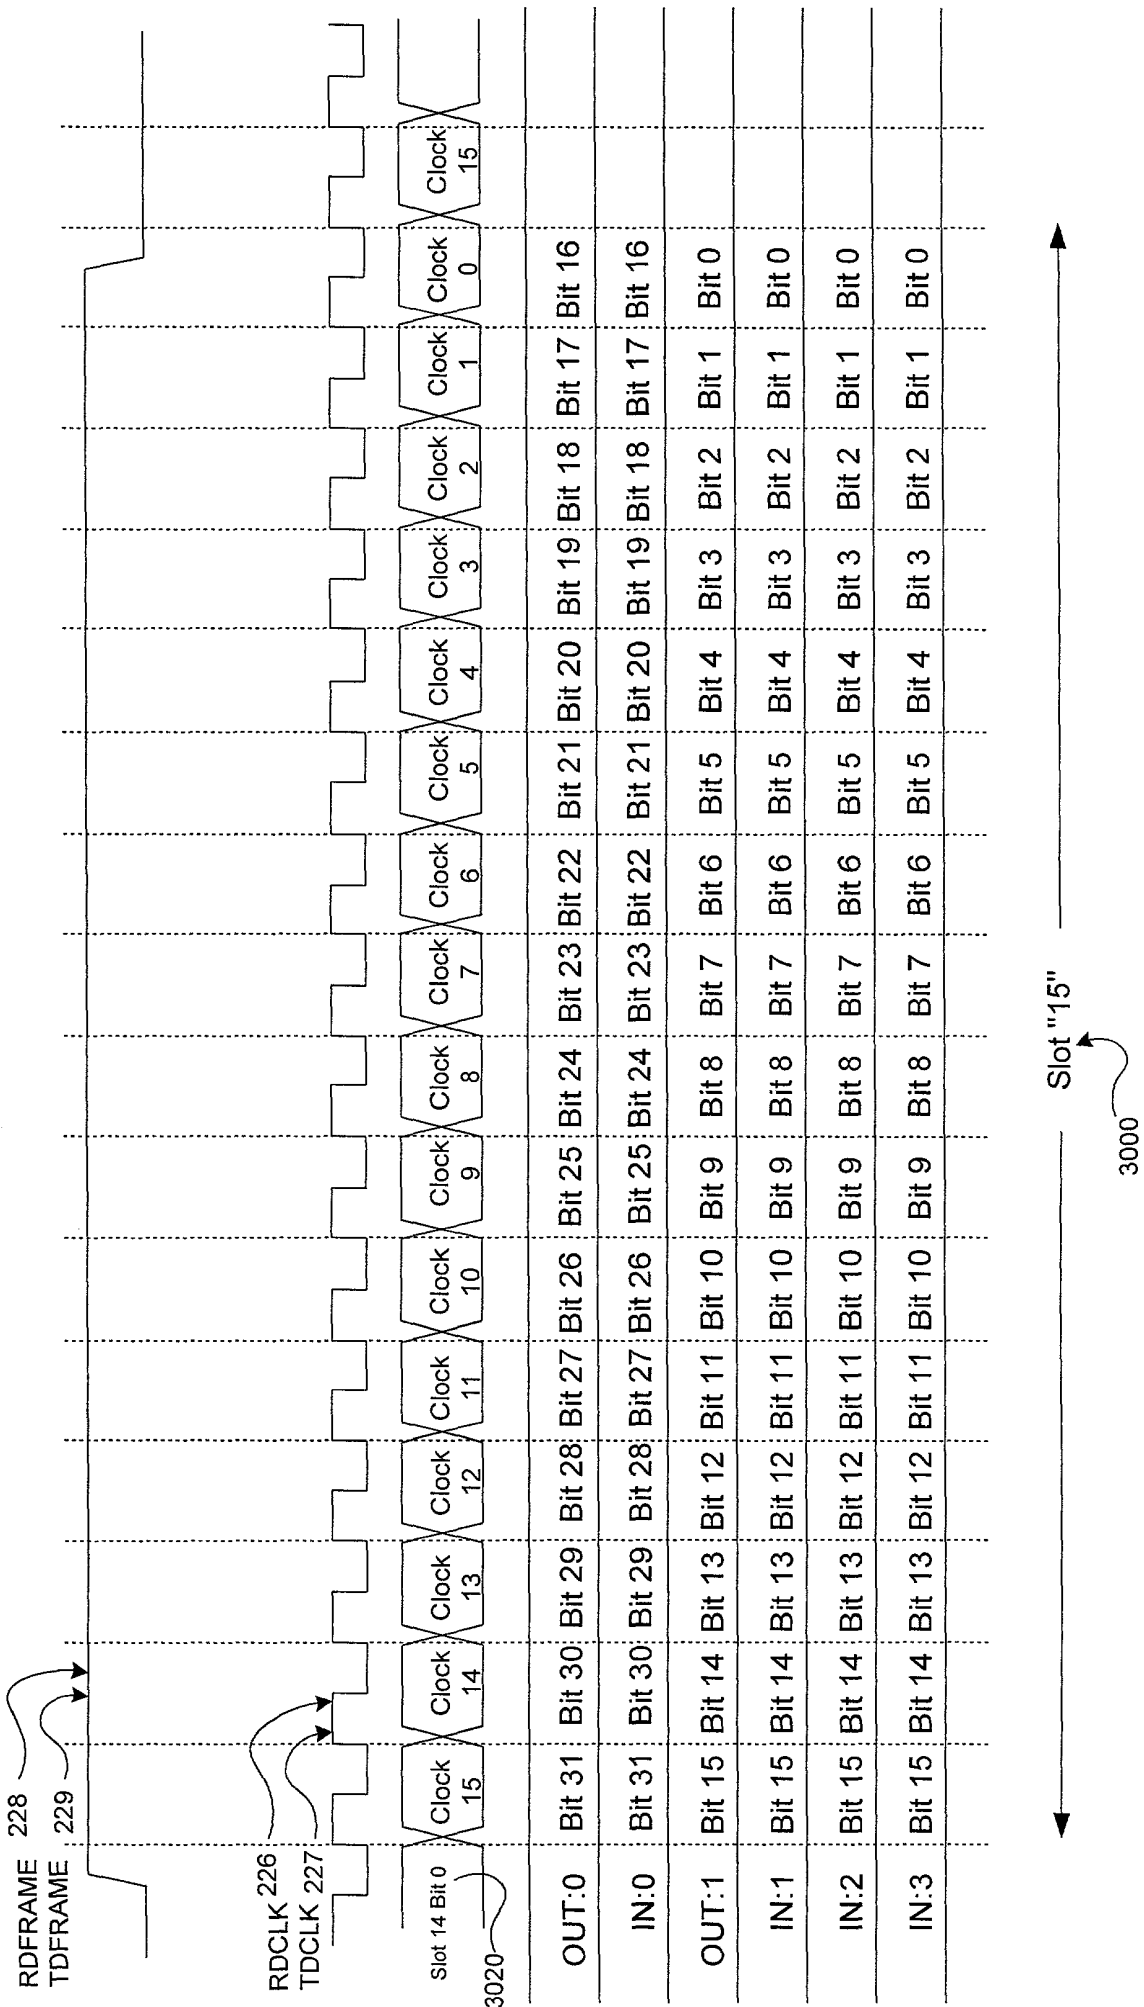 RDFRAME 228
TDFRAME 229
RDCLK 226
TDCLK 227
Slot 14 Bit 0 Clock 15 Clock 14 Clock 13 Clock 12 Clock 11 Clock 10 Clock 9 Clock 8 Clock 7 Clock 6 Clock 5 Clock 4 Clock 3 Clock 2 Clock 1 Clock 0 Clock 15
3020
OUT:0 Bit 31 Bit 30 Bit 29 Bit 28 Bit 27 Bit 26 Bit 25 Bit 24 Bit 23 Bit 22 Bit 21 Bit 20 Bit 19 Bit 18 Bit 17 Bit 16
IN:0 Bit 31 Bit 30 Bit 29 Bit 28 Bit 27 Bit 26 Bit 25 Bit 24 Bit 23 Bit 22 Bit 21 Bit 20 Bit 19 Bit 18 Bit 17 Bit 16
OUT:1 Bit 15 Bit 14 Bit 13 Bit 12 Bit 11 Bit 10 Bit 9 Bit 8 Bit 7 Bit 6 Bit 5 Bit 4 Bit 3 Bit 2 Bit 1 Bit 0
IN:1 Bit 15 Bit 14 Bit 13 Bit 12 Bit 11 Bit 10 Bit 9 Bit 8 Bit 7 Bit 6 Bit 5 Bit 4 Bit 3 Bit 2 Bit 1 Bit 0
IN:2 Bit 15 Bit 14 Bit 13 Bit 12 Bit 11 Bit 10 Bit 9 Bit 8 Bit 7 Bit 6 Bit 5 Bit 4 Bit 3 Bit 2 Bit 1 Bit 0
IN:3 Bit 15 Bit 14 Bit 13 Bit 12 Bit 11 Bit 10 Bit 9 Bit 8 Bit 7 Bit 6 Bit 5 Bit 4 Bit 3 Bit 2 Bit 1 Bit 0
Slot "15"
3000